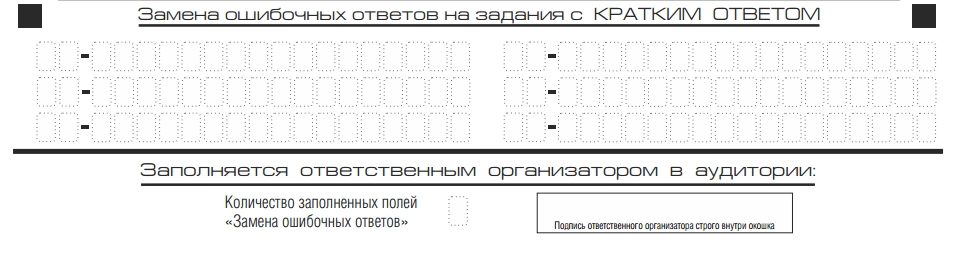 Замена ошибочных ответов на задания с КРАТКИМ ОТВЕТОМ
Заполняется ответственным организатором в аудитории:
Количество заполненных полей
«Замена ошибочных ответов»
Подпись ответственного организатора строго внутри окошка